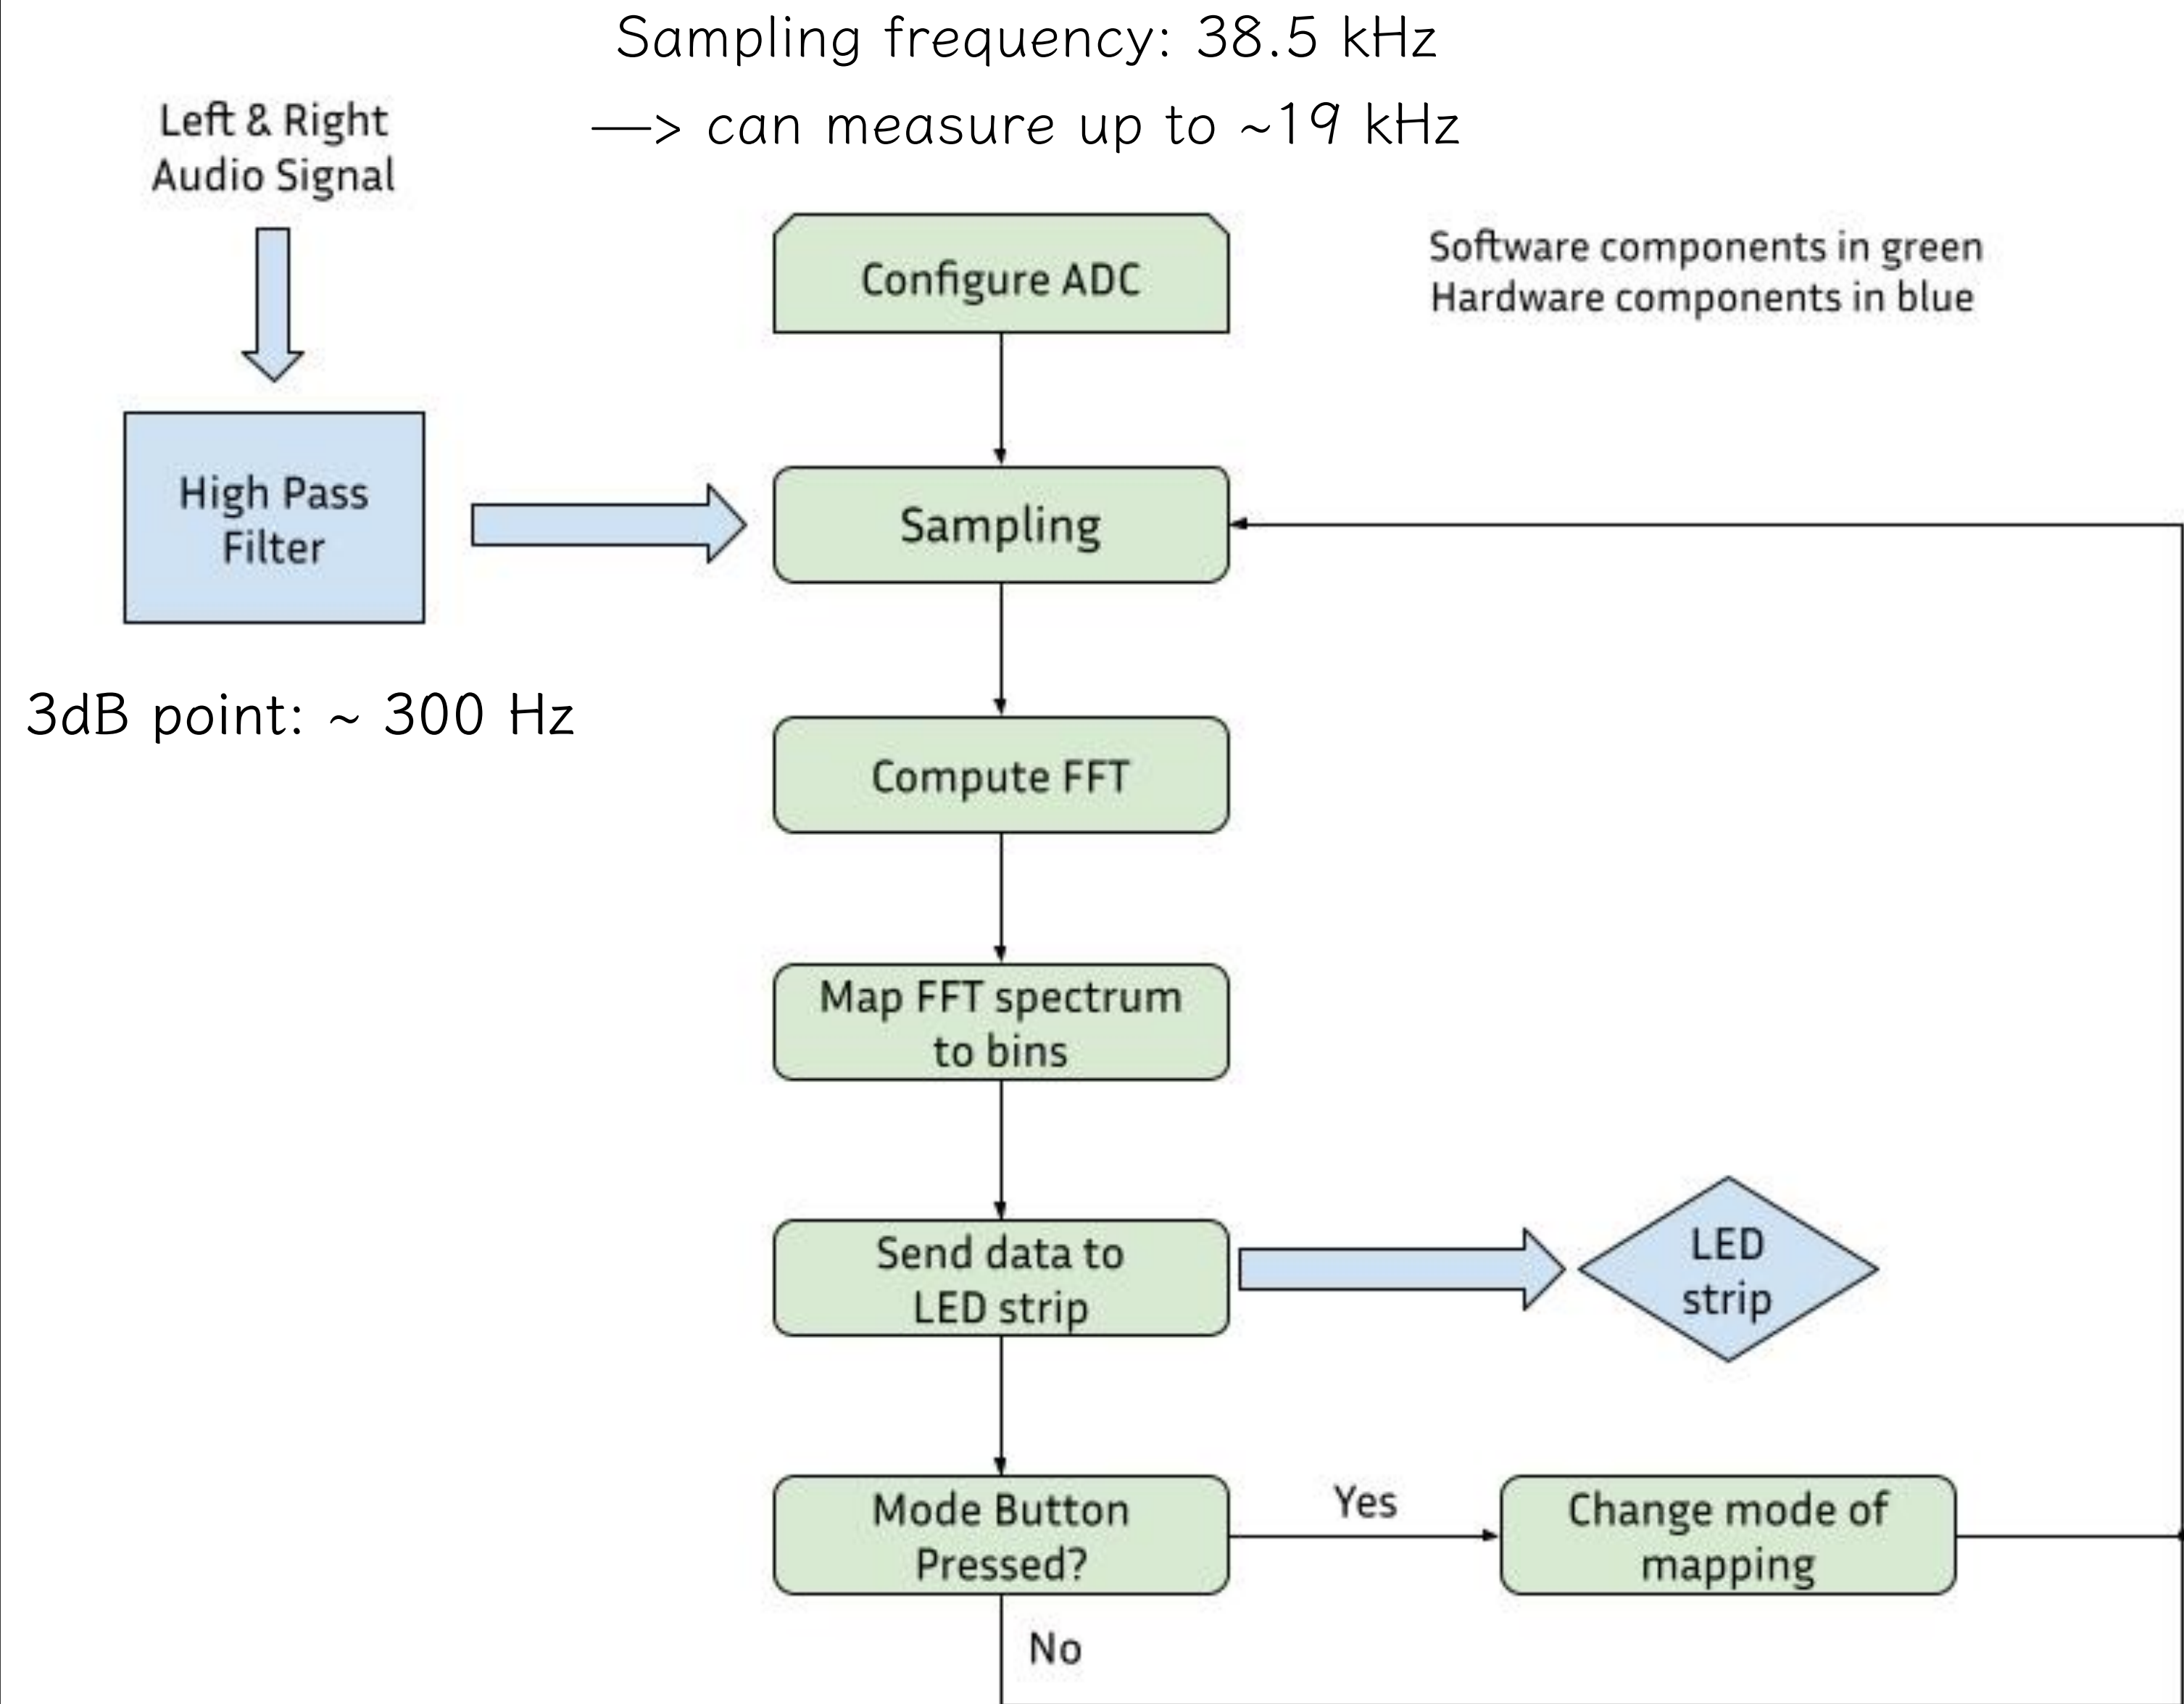 Sampling frequency: 38.5 kHz
—> can measure up to ~19 kHz
Left & Right
Audio Signal
Configure ADC
Software components in green
Hardware components in blue
High Pass
Filter
Sampling
3dB point: ~ 300 Hz
Compute FFT
Map FFT spectrum
to bins
Send data to
LED strip
LED
strip
Mode Button
Pressed?
Yes
Change mode of
mapping
No